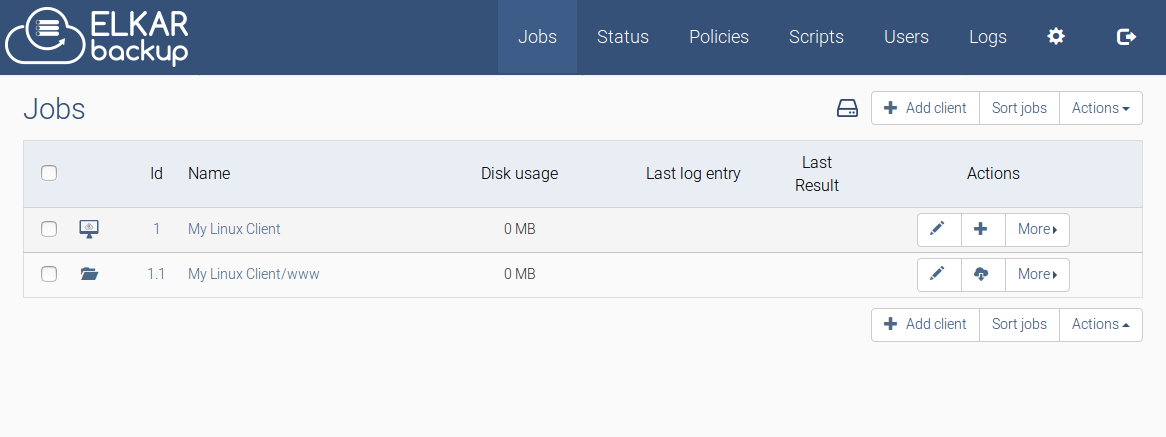 ELKAR
backup
Jobs Status Policies Scripts Users Logs
Jobs
Add client Sort jobs Actions
Id Name Disk usage Last log entry Last Result Actions
1 My Linux Client 0 MB More
1.1 My Linux Client/www 0 MB More
Add client Sort jobs Actions